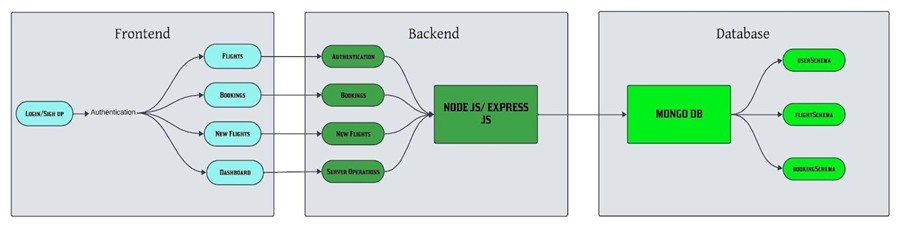 Frontend
Backend
Database
Login/Sign up
Authentication
Flights
Bookings
New Flights
Dashboard
Authentication
Bookings
New Flights
Server Operations
NODE JS/ EXPRESS
JS
MONGO DB
userSchema
flightSchema
bookingSchema